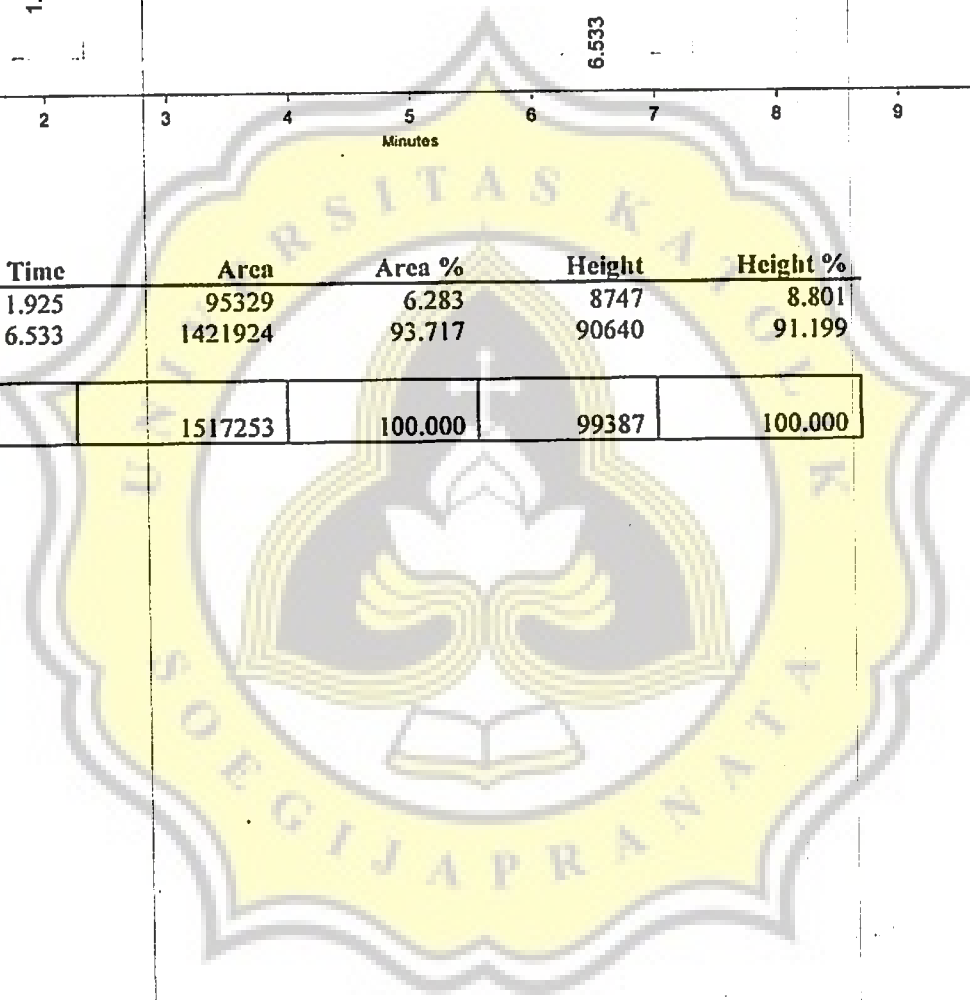 1.
6.533
2 3 4 5 6 7 8 9
Minutes
Time Area Area % Height Height %
1.925 95329 6.283 8747 8.801
6.533 1421924 93.717 90640 91.199
1517253 100.000 99387 100.000
UNIVERSITAS KATOLIK
SOEGIJAPRANATA